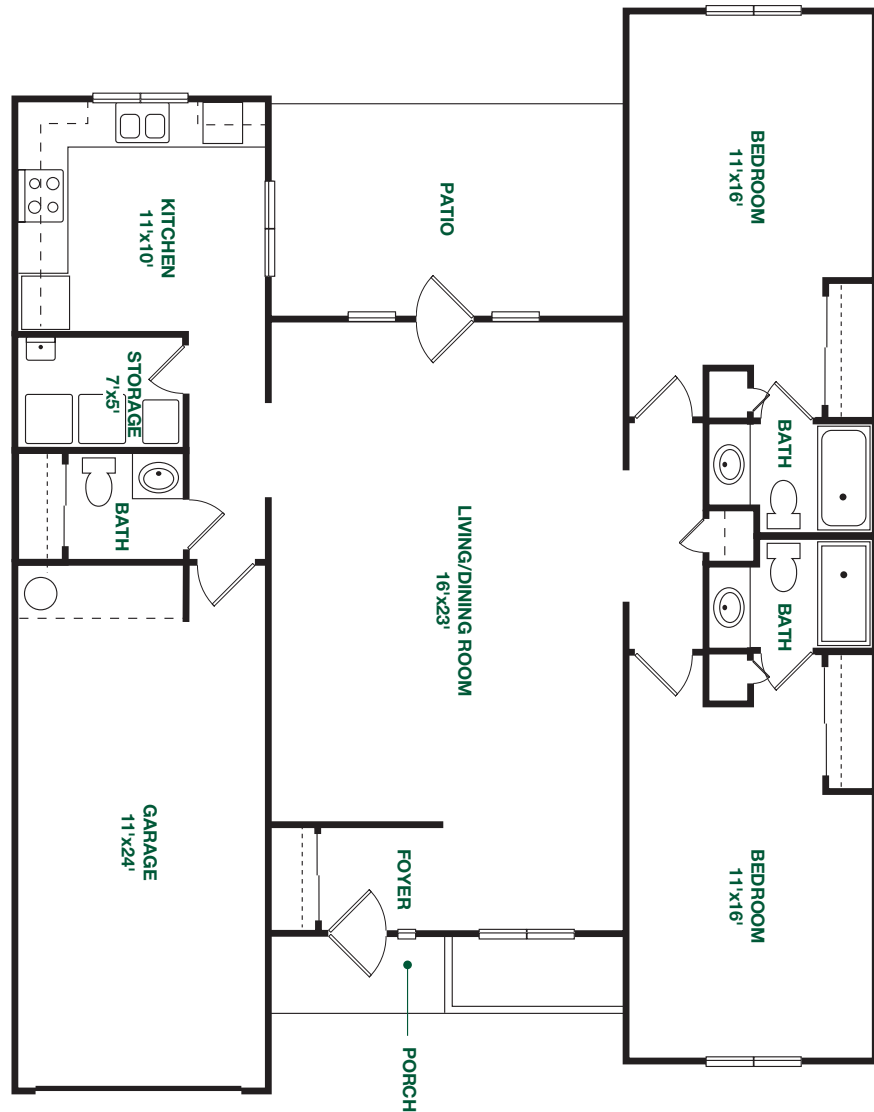 BEDROOM
11'x16'
PATIO
KITCHEN
11'x10'
STORAGE
7'x5'
BATH
BATH
BATH
LIVING/DINING ROOM
16'x23'
GARAGE
11'x24'
FOYER
BEDROOM
11'x16'
PORCH